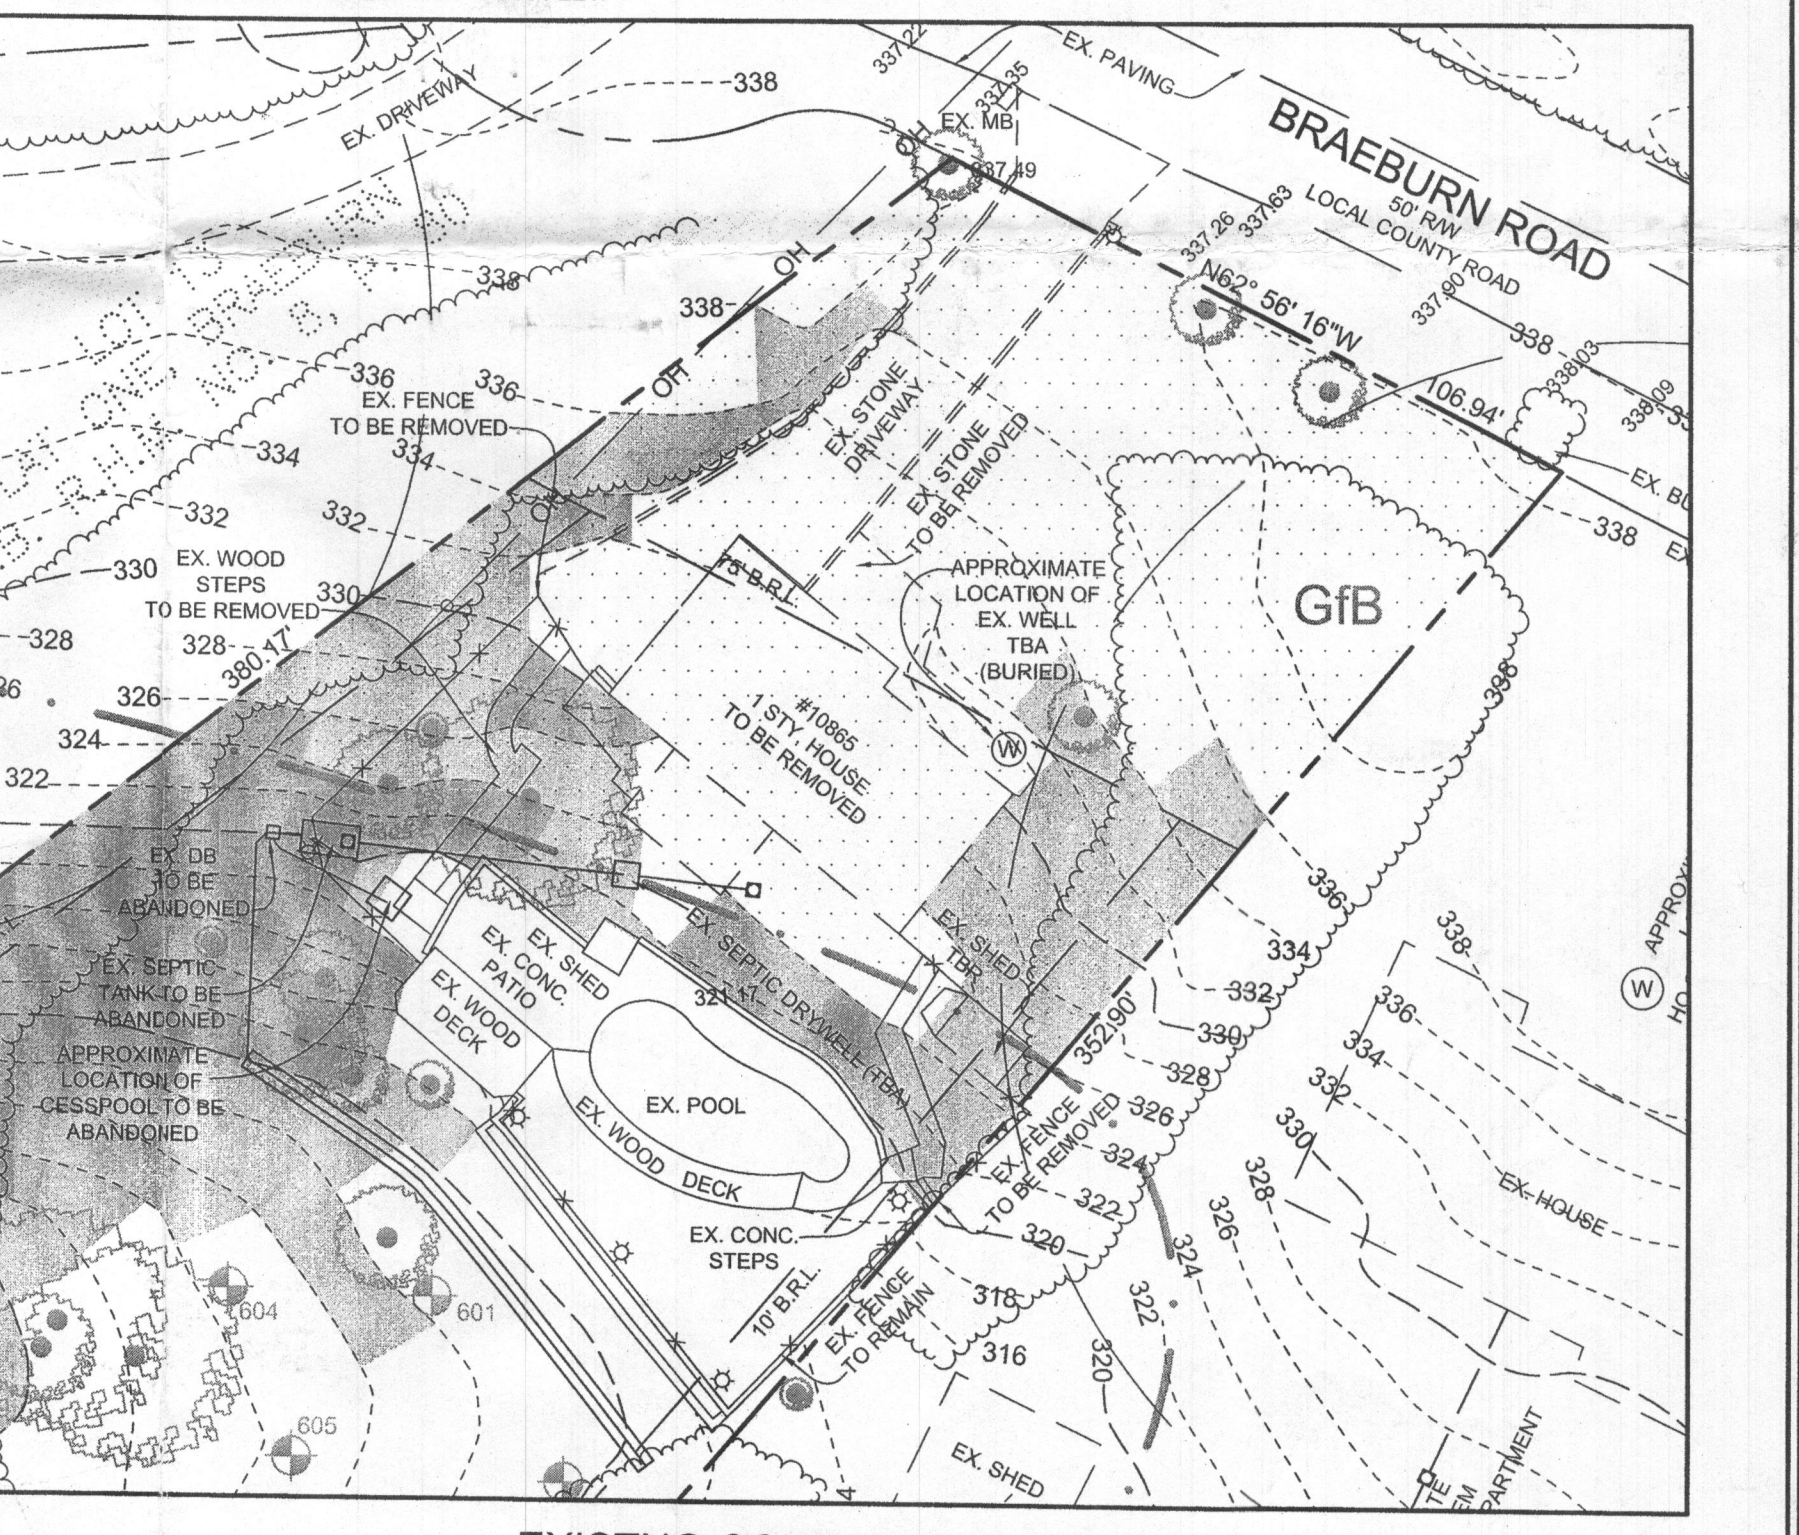 338
337.22
EX. PAVING
337.35
EX. MB
EX. DRIVEWAY
OH
337.49
BRAEBURN ROAD
50' R/W
LOCAL COUNTY ROAD
337.26
337.63
337.90
N62° 56' 16"W
106.94'
338
338.03
338.09
338
338
OH
338
OH
336
336
EX. FENCE
TO BE REMOVED
334
334
EX. STONE
DRIVEWAY
EX. STONE
TO BE REMOVED
332
332
330
EX. WOOD
STEPS
TO BE REMOVED
330
328
328
380.17'
326
324
322
75' B.R.L.
APPROXIMATE
LOCATION OF
EX. WELL
TBA
(BURIED)
GfB
338
#10865
1 STY. HOUSE
TO BE REMOVED
W
EX. DB
TO BE
ABANDONED
EX. SEPTIC
TANK TO BE
ABANDONED
APPROXIMATE
LOCATION OF
CESSPOOL TO BE
ABANDONED
EX. SHED
EX. CONC.
PATIO
EX. WOOD
DECK
EX. SEPTIC DRYWELL (TBA)
321.17
EX. SHED
TBR
EX. POOL
EX. WOOD DECK
352.90'
EX. FENCE
TO BE REMOVED
EX. CONC.
STEPS
10' B.R.L.
EX. FENCE
TO REMAIN
336
334
332
330
328
326
324
322
320
318
316
338
336
334
332
330
328
326
324
322
320
W
EX. HOUSE
EX. SHED
604
601
605